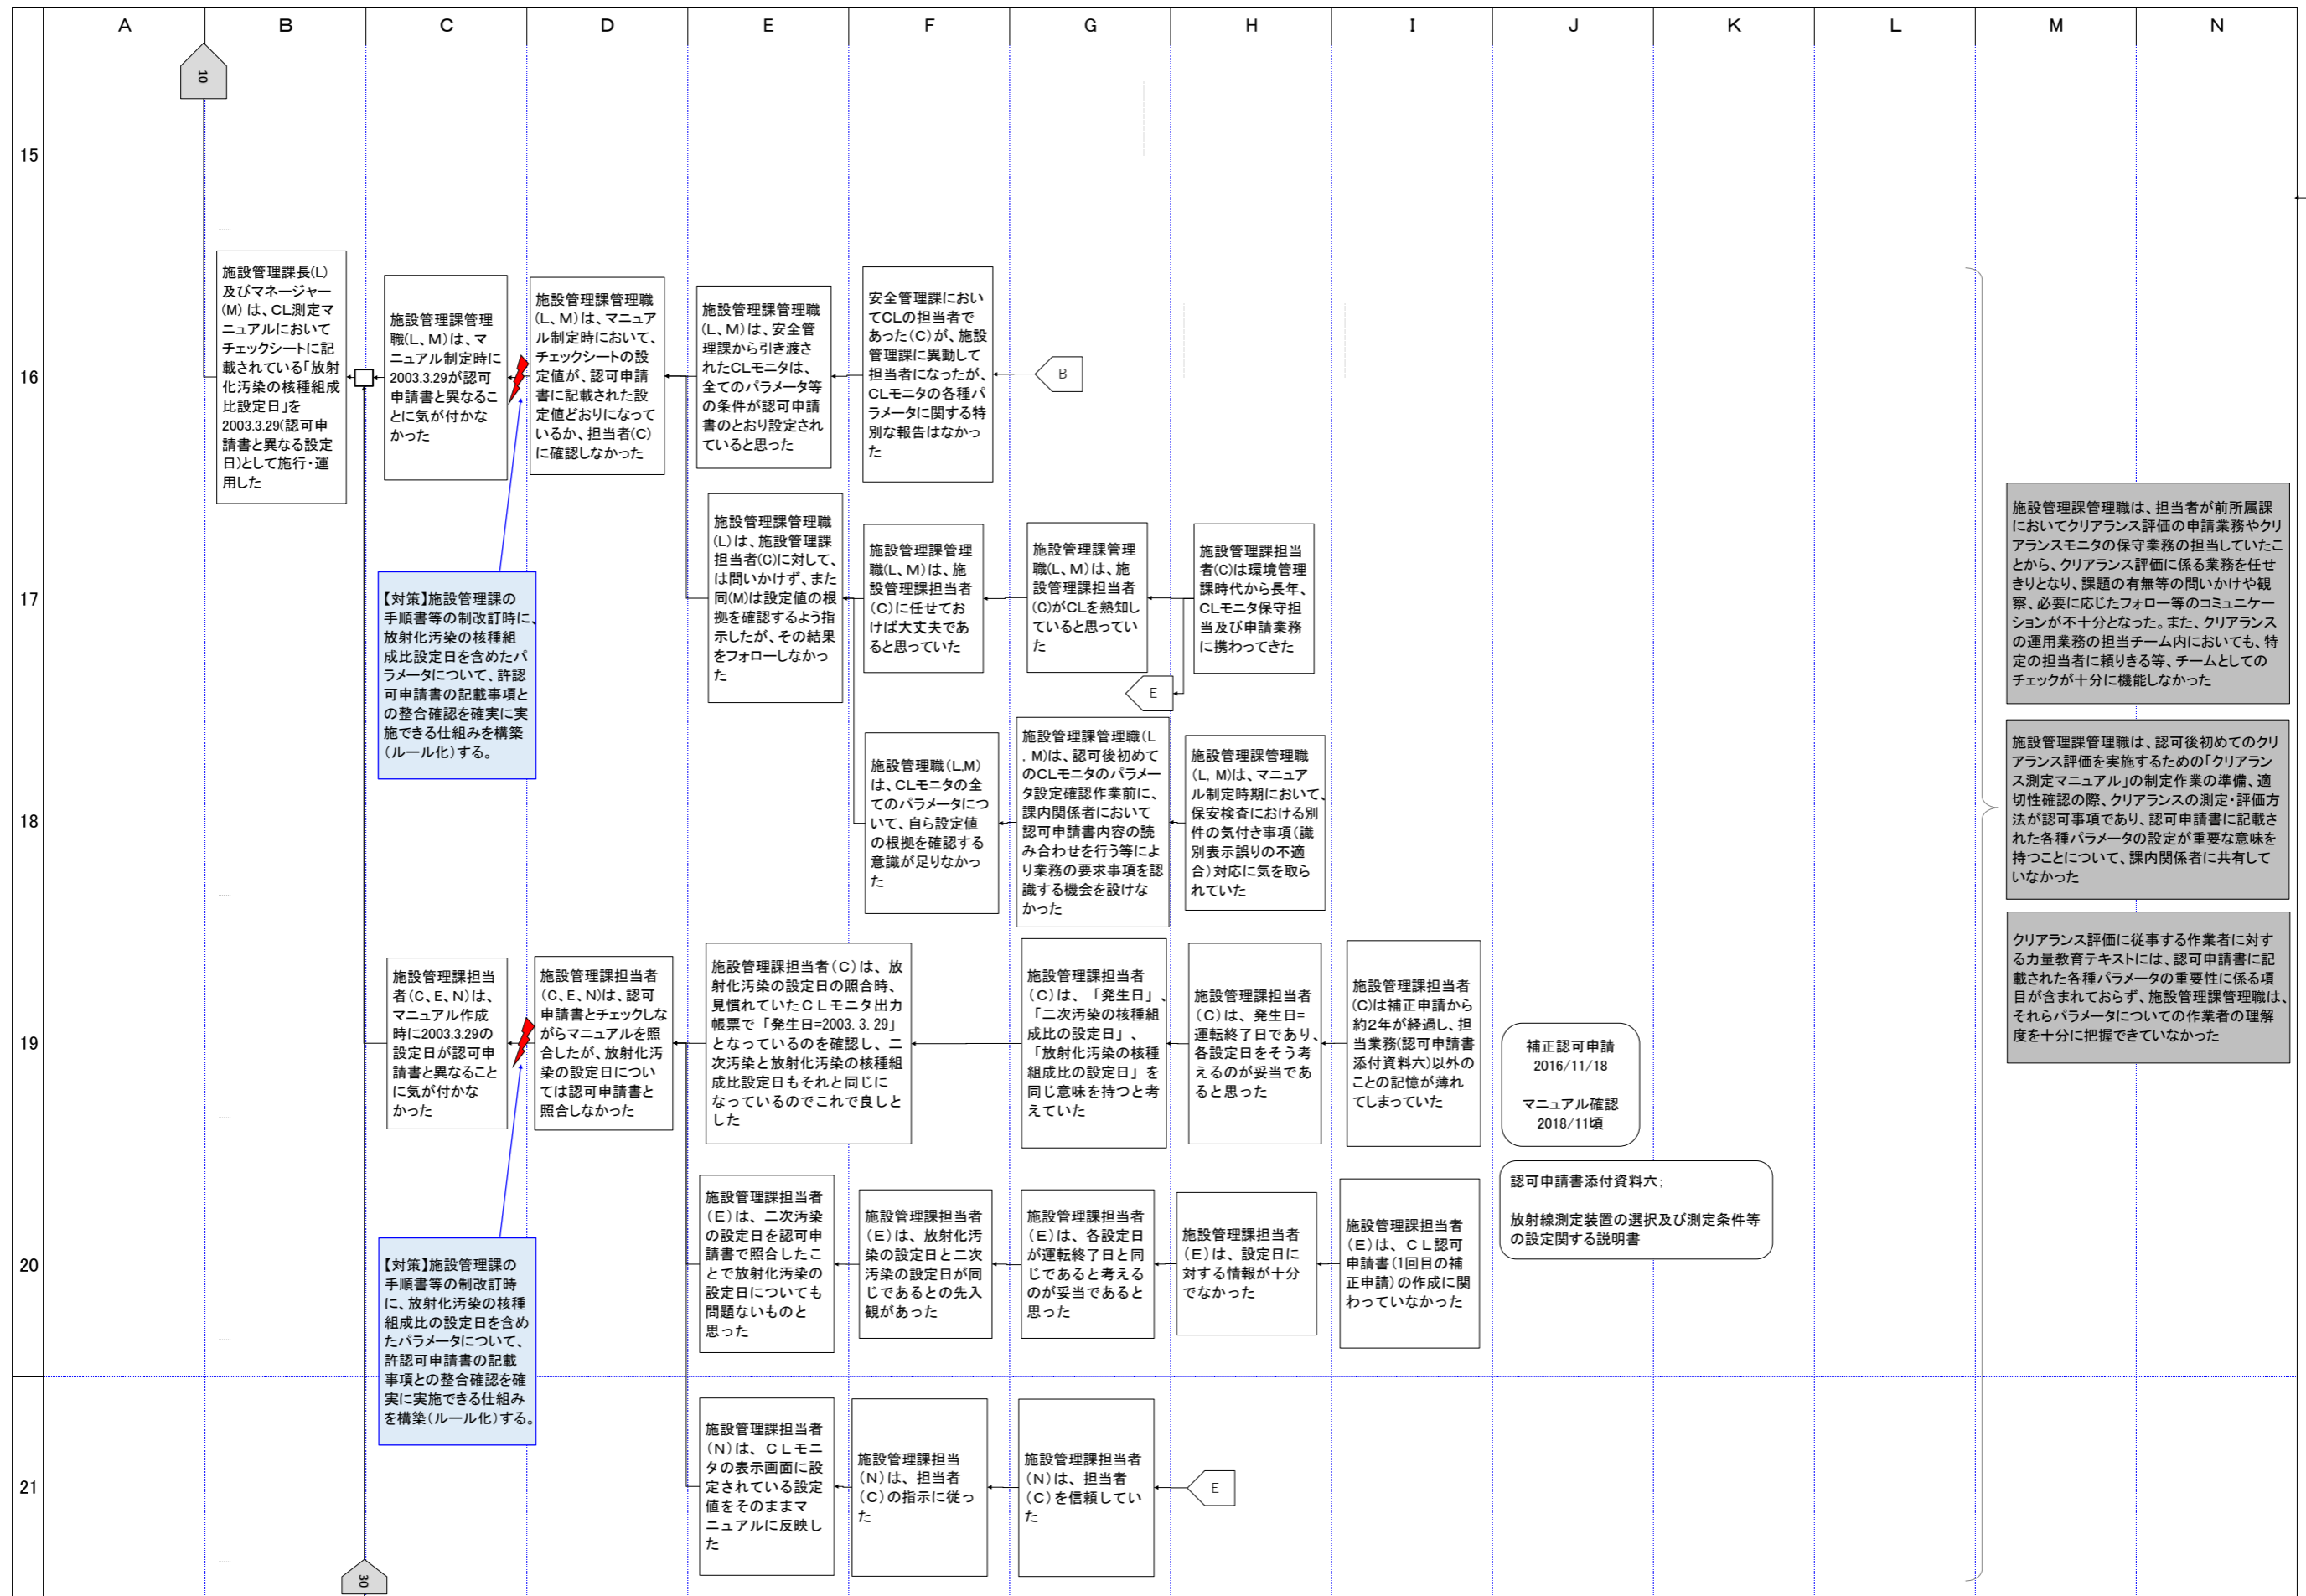 A B C D E F G H I J K L M N
10
15
16
施設管理課長(L)
及びマネージャー
(M) は、CL測定マ
ニュアルにおいて
チェックシートに記
載されている「放射
化汚染の核種組成
比設定日」を
2003.3.29(認可申
請書と異なる設定
日)として施行・運
用した
施設管理課管理
職(L、M)は、マ
ニュアル制定時に
2003.3.29が認可
申請書と異なるこ
とに気が付かな
かった
施設管理課管理職
(L、M)は、マニュア
ル制定時において、
チェックシートの設
定値が、認可申請
書に記載された設
定値どおりになって
いるか、担当者(C)
に確認しなかった
施設管理課管理職
(L、M)は、安全管
理課から引き渡さ
れたCLモニタは、
全てのパラメータ等
の条件が認可申請
書のとおり設定され
ていると思った
安全管理課におい
てCLの担当者で
あった(C)が、施設
管理課に異動して
担当者になったが、
CLモニタの各種パ
ラメータに関する特
別な報告はなかっ
た
B
17
【対策】施設管理課の
手順書等の制改訂時に、
放射化汚染の核種組
成比設定日を含めたパ
ラメータについて、許認
可申請書の記載事項と
の整合確認を確実に実
施できる仕組みを構築
(ルール化)する。
施設管理課管理職
(L)は、施設管理課
担当者(C)に対して、
は問いかけず、また
同(M)は設定値の根
拠を確認するよう指
示したが、その結果
をフォローしなかっ
た
施設管理課管理
職(L、M)は、施
設管理課担当者
(C)に任せてお
けば大丈夫であ
ると思っていた
施設管理課管理
職(L、M)は、施
設管理課担当者
(C)がCLを熟知し
ていると思ってい
た
施設管理課担当
者(C)は環境管理
課時代から長年、
CLモニタ保守担
当及び申請業務
に携わってきた
E
施設管理課管理職は、担当者が前所属課
においてクリアランス評価の申請業務やクリ
アランスモニタの保守業務の担当していたこ
とから、クリアランス評価に係る業務を任せ
きりとなり、課題の有無等の問いかけや観
察、必要に応じたフォロー等のコミュニケー
ションが不十分となった。また、クリアランス
の運用業務の担当チーム内においても、特
定の担当者に頼りきる等、チームとしての
チェックが十分に機能しなかった
18
施設管理職(L,M)
は、CLモニタの全
てのパラメータにつ
いて、自ら設定値
の根拠を確認する
意識が足りなかっ
た
施設管理課管理職(L
、M)は、認可後初めて
のCLモニタのパラメー
タ設定確認作業前に、
課内関係者において
認可申請書内容の読
み合わせを行う等によ
り業務の要求事項を認
識する機会を設けな
かった
施設管理課管理職
(L、M)は、マニュア
ル制定時期において、
保安検査における別
件の気付き事項(識
別表示誤りの不適
合)対応に気を取ら
れていた
施設管理課管理職は、認可後初めてのクリ
アランス評価を実施するための「クリアラン
ス測定マニュアル」の制定作業の準備、適
切性確認の際、クリアランスの測定・評価方
法が認可事項であり、認可申請書に記載さ
れた各種パラメータの設定が重要な意味を
持つことについて、課内関係者に共有して
いなかった
19
施設管理課担当
者(C、E、N)は、
マニュアル作成
時に2003.3.29の
設定日が認可申
請書と異なること
に気が付かな
かった
施設管理課担当者
(C、E、N)は、認可
申請書とチェックしな
がらマニュアルを照
合したが、放射化汚
染の設定日につい
ては認可申請書と
照合しなかった
施設管理課担当者(C)は、放
射化汚染の設定日の照合時、
見慣れていたCLモニタ出力
帳票で「発生日=2003.3.29」
となっているのを確認し、二
次汚染と放射化汚染の核種組
成比設定日もそれと同じに
なっているのでこれで良しと
した
施設管理課担当者
(C)は、「発生日」、
「二次汚染の核種組
成比の設定日」、
「放射化汚染の核種
組成比の設定日」を
同じ意味を持つと考
えていた
施設管理課担当者
(C)は、発生日=
運転終了日であり、
各設定日をそう考
えるのが妥当であ
ると思った
施設管理課担当者
(C)は補正申請から
約2年が経過し、担
当業務(認可申請書
添付資料六)以外の
ことの記憶が薄れ
てしまっていた
補正認可申請
2016/11/18
マニュアル確認
2018/11頃
クリアランス評価に従事する作業者に対す
る力量教育テキストには、認可申請書に記
載された各種パラメータの重要性に係る項
目が含まれておらず、施設管理課管理職は、
それらパラメータについての作業者の理解
度を十分に把握できていなかった
20
【対策】施設管理課の
手順書等の制改訂時
に、放射化汚染の核種
組成比の設定日を含め
たパラメータについて、
許認可申請書の記載
事項との整合確認を確
実に実施できる仕組み
を構築(ルール化)する。
施設管理課担当者
(E)は、二次汚染
の設定日を認可申
請書で照合したこ
とで放射化汚染の
設定日についても
問題ないものと
思った
施設管理課担当者
(E)は、放射化汚
染の設定日と二次
汚染の設定日が同
じであるとの先入
観があった
施設管理課担当者
(E)は、各設定日
が運転終了日と同
じであると考える
のが妥当であると
思った
施設管理課担当者
(E)は、設定日に
対する情報が十分
でなかった
施設管理課担当者
(E)は、CL認可
申請書(1回目の補
正申請)の作成に関
わっていなかった
認可申請書添付資料六;
放射線測定装置の選択及び測定条件等
の設定関する説明書
21
施設管理課担当者
(N)は、CLモニ
タの表示画面に設
定されている設定
値をそのままマ
ニュアルに反映し
た
施設管理課担当
(N)は、担当者
(C)の指示に従っ
た
施設管理課担当者
(N)は、担当者
(C)を信頼してい
た
E
30